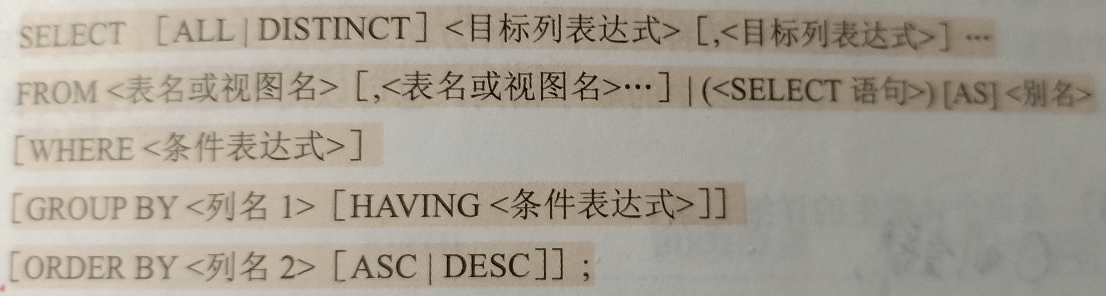 SELECT [ALL | DISTINCT] <目标列表达式> [,<目标列表达式>] …
FROM <表名或视图名> [,<表名或视图名>…] | (<SELECT 语句>) [AS] <别名>
[WHERE <条件表达式>]
[GROUP BY <列名 1> [HAVING <条件表达式>]]
[ORDER BY <列名 2> [ASC | DESC]] ;